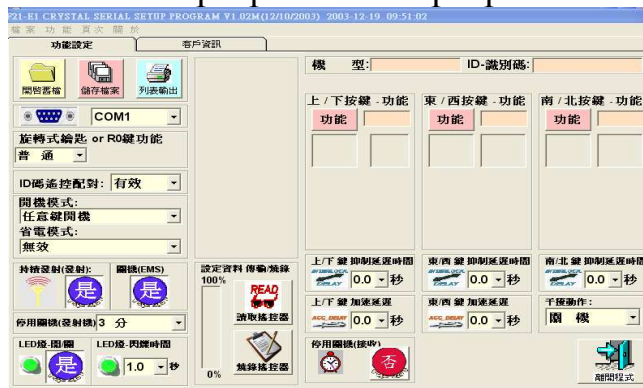 F21-E1 CRYSTAL SERIAL SETUP PROGRAM V1.02M(12/10/2003) 2003-12-19 09:51:02
檔案 功能 頁次 關於
功能設定 客戶資訊
開啟舊檔 儲存檔案 列表輸出
COM1
旋轉式鑰匙 or R0鍵功能
普 通
ID碼遙控配對: 有效
開機模式:
任意鍵開機
省電模式:
無效
持續發射(發射): 關機(EMS)
是 是
停用關機(發射機) 3 分
LED燈-開/關 LED燈-閃爍時間
是 1.0 秒
設定資料 傳輸/燒錄
100%
READ
讀取搖控器
燒錄搖控器
0%
機 型: ID-識別碼:
上/下按鍵-功能 東/西按鍵-功能 南/北按鍵-功能
功能 功能 功能
上/下 鍵 抑制延遲時間 東/西 鍵 抑制延遲時間 南/北 鍵 抑制延遲時間
0.0 秒 0.0 秒 0.0 秒
上/下 鍵 加速延遲 東/西 鍵 加速延遲 干擾動作:
ACC_DELAY 0.0 秒 ACC_DELAY 0.0 秒 關 機
停用關機(接收)
否
離開程式